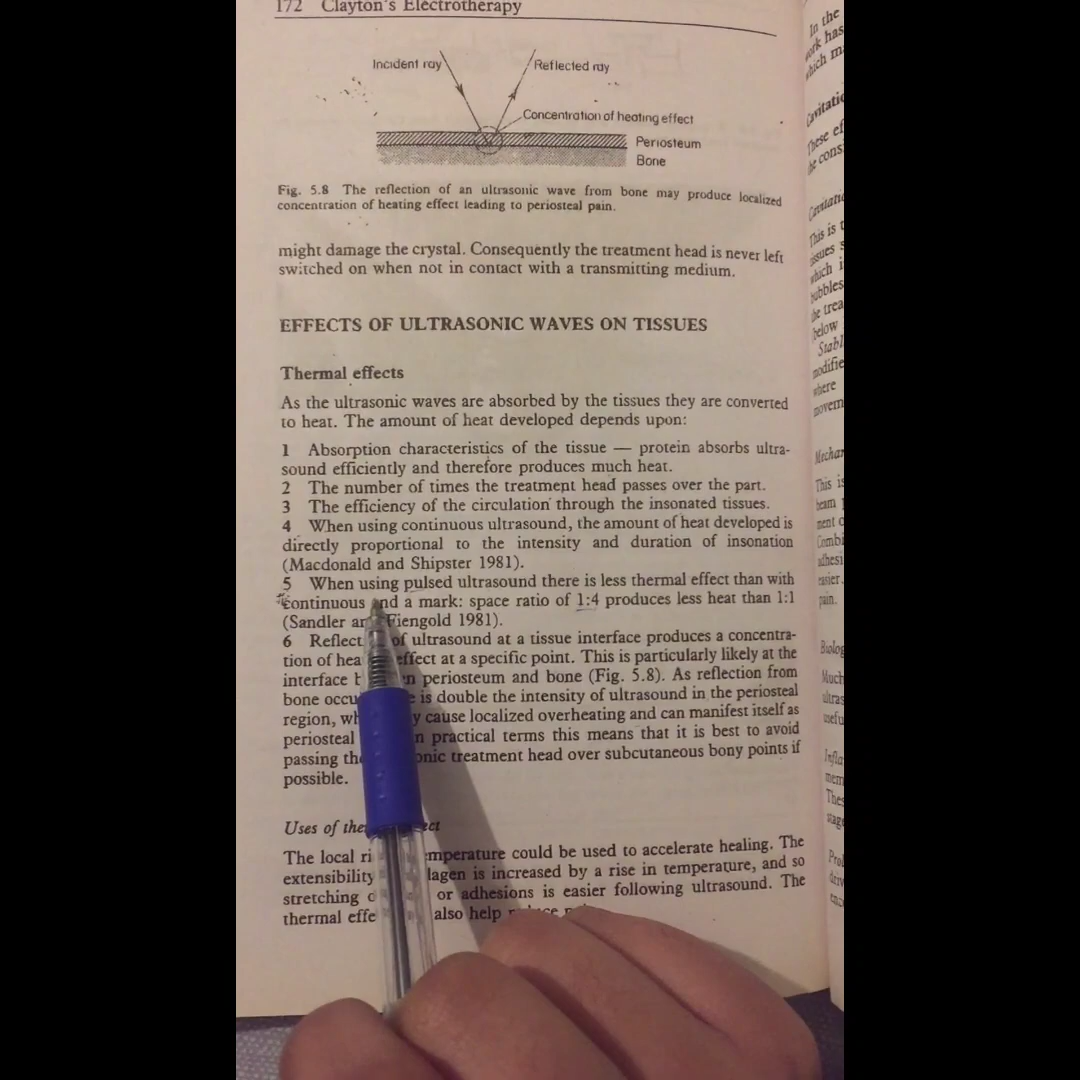 172 Clayton's Electrotherapy
Incident ray
Reflected ray
Concentration of heating effect
Periosteum
Bone
Fig. 5.8 The reflection of an ultrasonic wave from bone may produce localized
concentration of heating effect leading to periosteal pain.
might damage the crystal. Consequently the treatment head is never left
switched on when not in contact with a transmitting medium.
EFFECTS OF ULTRASONIC WAVES ON TISSUES
Thermal effects
As the ultrasonic waves are absorbed by the tissues they are converted
to heat. The amount of heat developed depends upon:
1 Absorption characteristics of the tissue — protein absorbs ultra-
sound efficiently and therefore produces much heat.
2 The number of times the treatment head passes over the part.
3 The efficiency of the circulation through the insonated tissues.
4 When using continuous ultrasound, the amount of heat developed is
directly proportional to the intensity and duration of insonation
(Macdonald and Shipster 1981).
5 When using pulsed ultrasound there is less thermal effect than with
continuous and a mark: space ratio of 1:4 produces less heat than 1:1
(Sandler Fiengold 1981).
6 of ultrasound at a tissue interface produces a concentra-
tion of effect at a specific point. This is particularly likely at the
interface periosteum and bone (Fig. 5.8). As reflection from
bone is double the intensity of ultrasound in the periosteal
region, cause localized overheating and can manifest itself as
periosteal practical terms this means that it is best to avoid
passing treatment head over subcutaneous bony points if
possible.
Uses of
The local could be used to accelerate healing. The
extensibility is increased by a rise in temperature, and so
stretching or adhesions is easier following ultrasound. The
thermal also help
In the